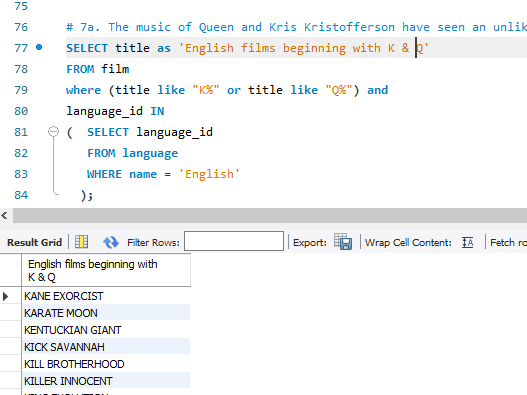 75
76 # 7a. The music of Queen and Kris Kristofferson have seen an unlik
77 SELECT title as 'English films beginning with K & Q'
78 FROM film
79 where (title like "K%" or title like "Q%") and
80 language_id IN
81 ( SELECT language_id
82 FROM language
83 WHERE name = 'English'
84 );
Result Grid Filter Rows: Export: Wrap Cell Content: Fetch ro
English films beginning with
K & Q
KANE EXORCIST
KARATE MOON
KENTUCKIAN GIANT
KICK SAVANNAH
KILL BROTHERHOOD
KILLER INNOCENT